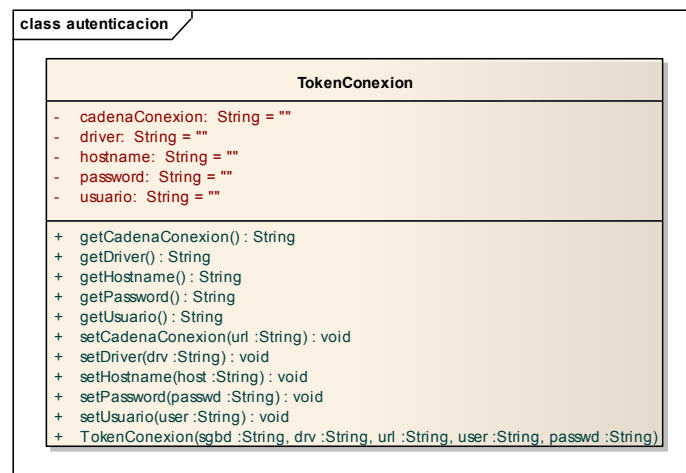 class autenticacion
TokenConexion
- cadenaConexion: String = ""
- driver: String = ""
- hostname: String = ""
- password: String = ""
- usuario: String = ""
+ getCadenaConexion() : String
+ getDriver() : String
+ getHostname() : String
+ getPassword() : String
+ getUsuario() : String
+ setCadenaConexion(url :String) : void
+ setDriver(drv :String) : void
+ setHostname(host :String) : void
+ setPassword(passwd :String) : void
+ setUsuario(user :String) : void
+ TokenConexion(sgbd :String, drv :String, url :String, user :String, passwd :String)